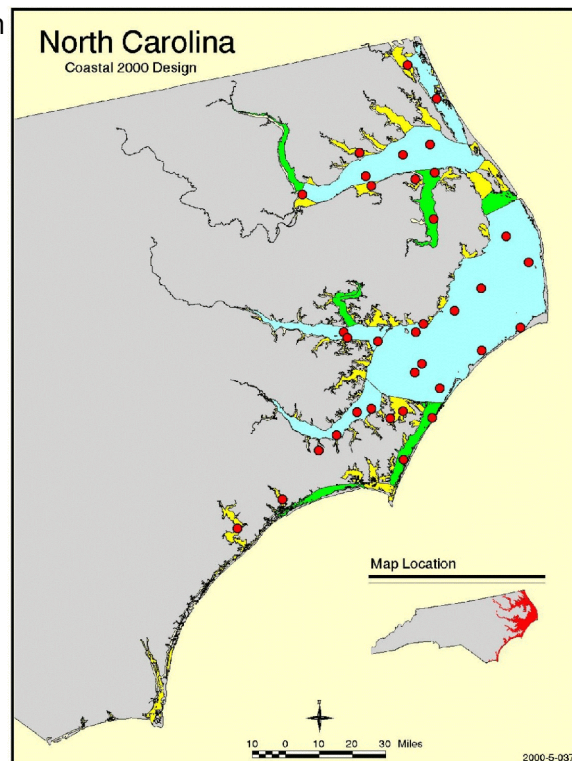 n
North Carolina
Coastal 2000 Design
Map Location
10 0 10 20 30 Miles
2000-5-037